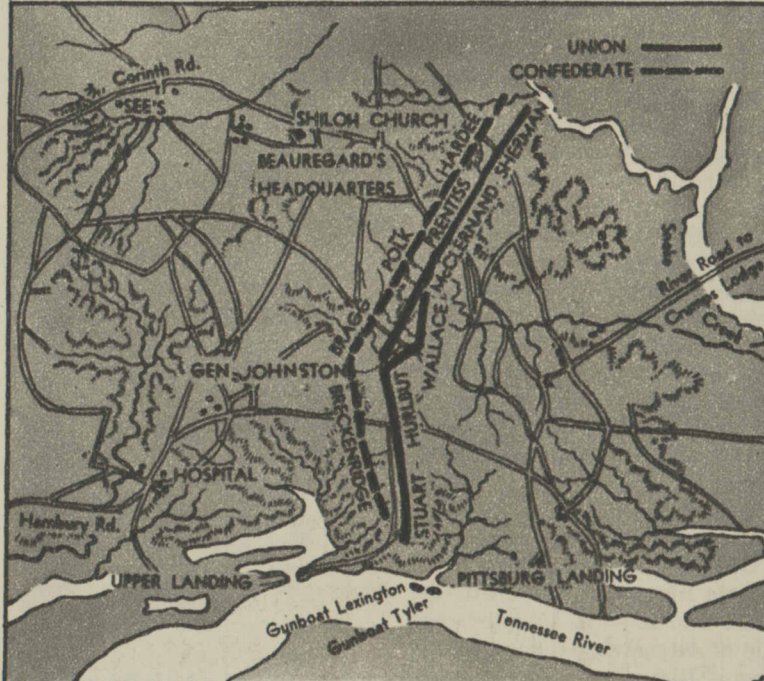 UNION
CONFEDERATE
Corinth Rd.
SEE'S
SHILOH CHURCH
BEAUREGARD'S
HEADQUARTERS
HARDEE
SHERMAN
PRENTISS
McCLERNAND
POLK
BRAGG
WALLACE
Snake
River Road to
Crumps Lodge
Creek
GEN. JOHNSTON
BRECKENRIDGE
HURLBUT
STUART-
HOSPITAL
Hamburg Rd.
UPPER LANDING
PITTSBURG LANDING
Gunboat Lexington
Gunboat Tyler
Tennessee River